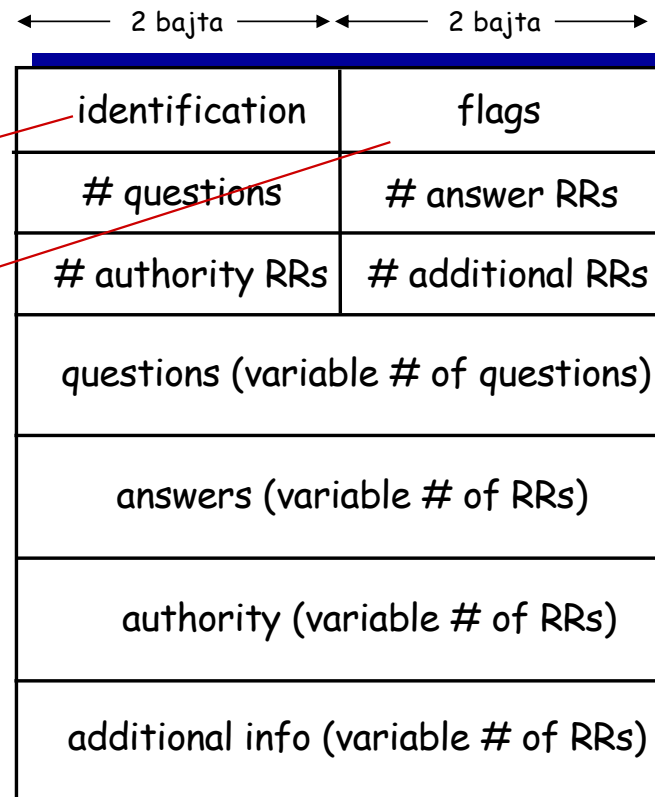 2 bajta 2 bajta
identification flags
# questions # answer RRs
# authority RRs # additional RRs
questions (variable # of questions)
answers (variable # of RRs)
authority (variable # of RRs)
additional info (variable # of RRs)